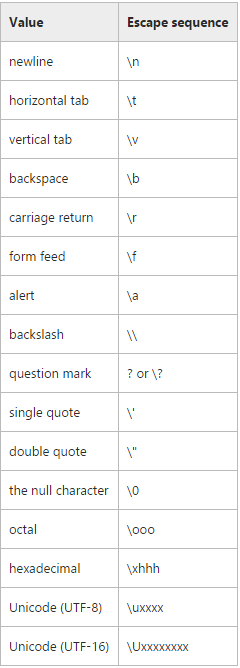 Value Escape sequence
newline \n
horizontal tab \t
vertical tab \v
backspace \b
carriage return \r
form feed \f
alert \a
backslash \\
question mark ? or \?
single quote \'
double quote \"
the null character \0
octal \ooo
hexadecimal \xhhh
Unicode (UTF-8) \uxxxx
Unicode (UTF-16) \Uxxxxxxxx